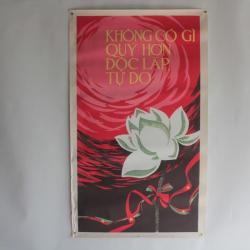 KHÔNG CÓ GÌ
QUÝ HƠN
ĐỘC LẬP
TỰ DO